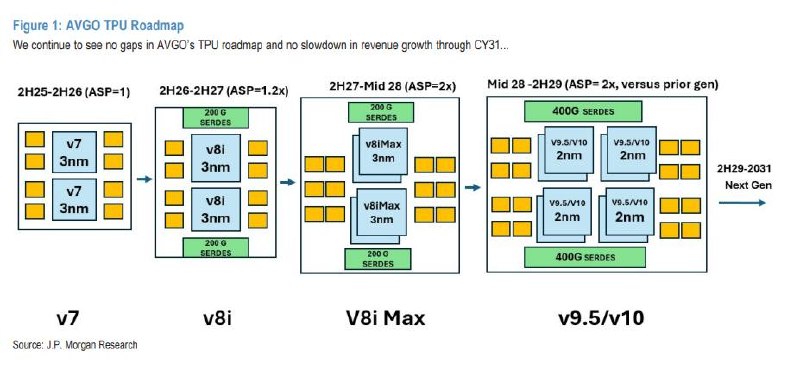 Figure 1: AVGO TPU Roadmap
We continue to see no gaps in AVGO's TPU roadmap and no slowdown in revenue growth through CY31...
2H25-2H26 (ASP=1)
v7
3nm
v7
3nm
v7
2H26-2H27 (ASP=1.2x)
200 G
SERDES
v8i
3nm
v8i
3nm
200 G
SERDES
v8i
2H27-Mid 28 (ASP=2x)
200 G
SERDES
v8iMax
3nm
v8iMax
3nm
200 G
SERDES
V8i Max
Mid 28 -2H29 (ASP= 2x, versus prior gen)
400G SERDES
V9.5/V10
2nm
V9.5/V10
2nm
V9.5/V10
2nm
V9.5/V10
2nm
400G SERDES
v9.5/v10
2H29-2031
Next Gen
Source: J.P. Morgan Research